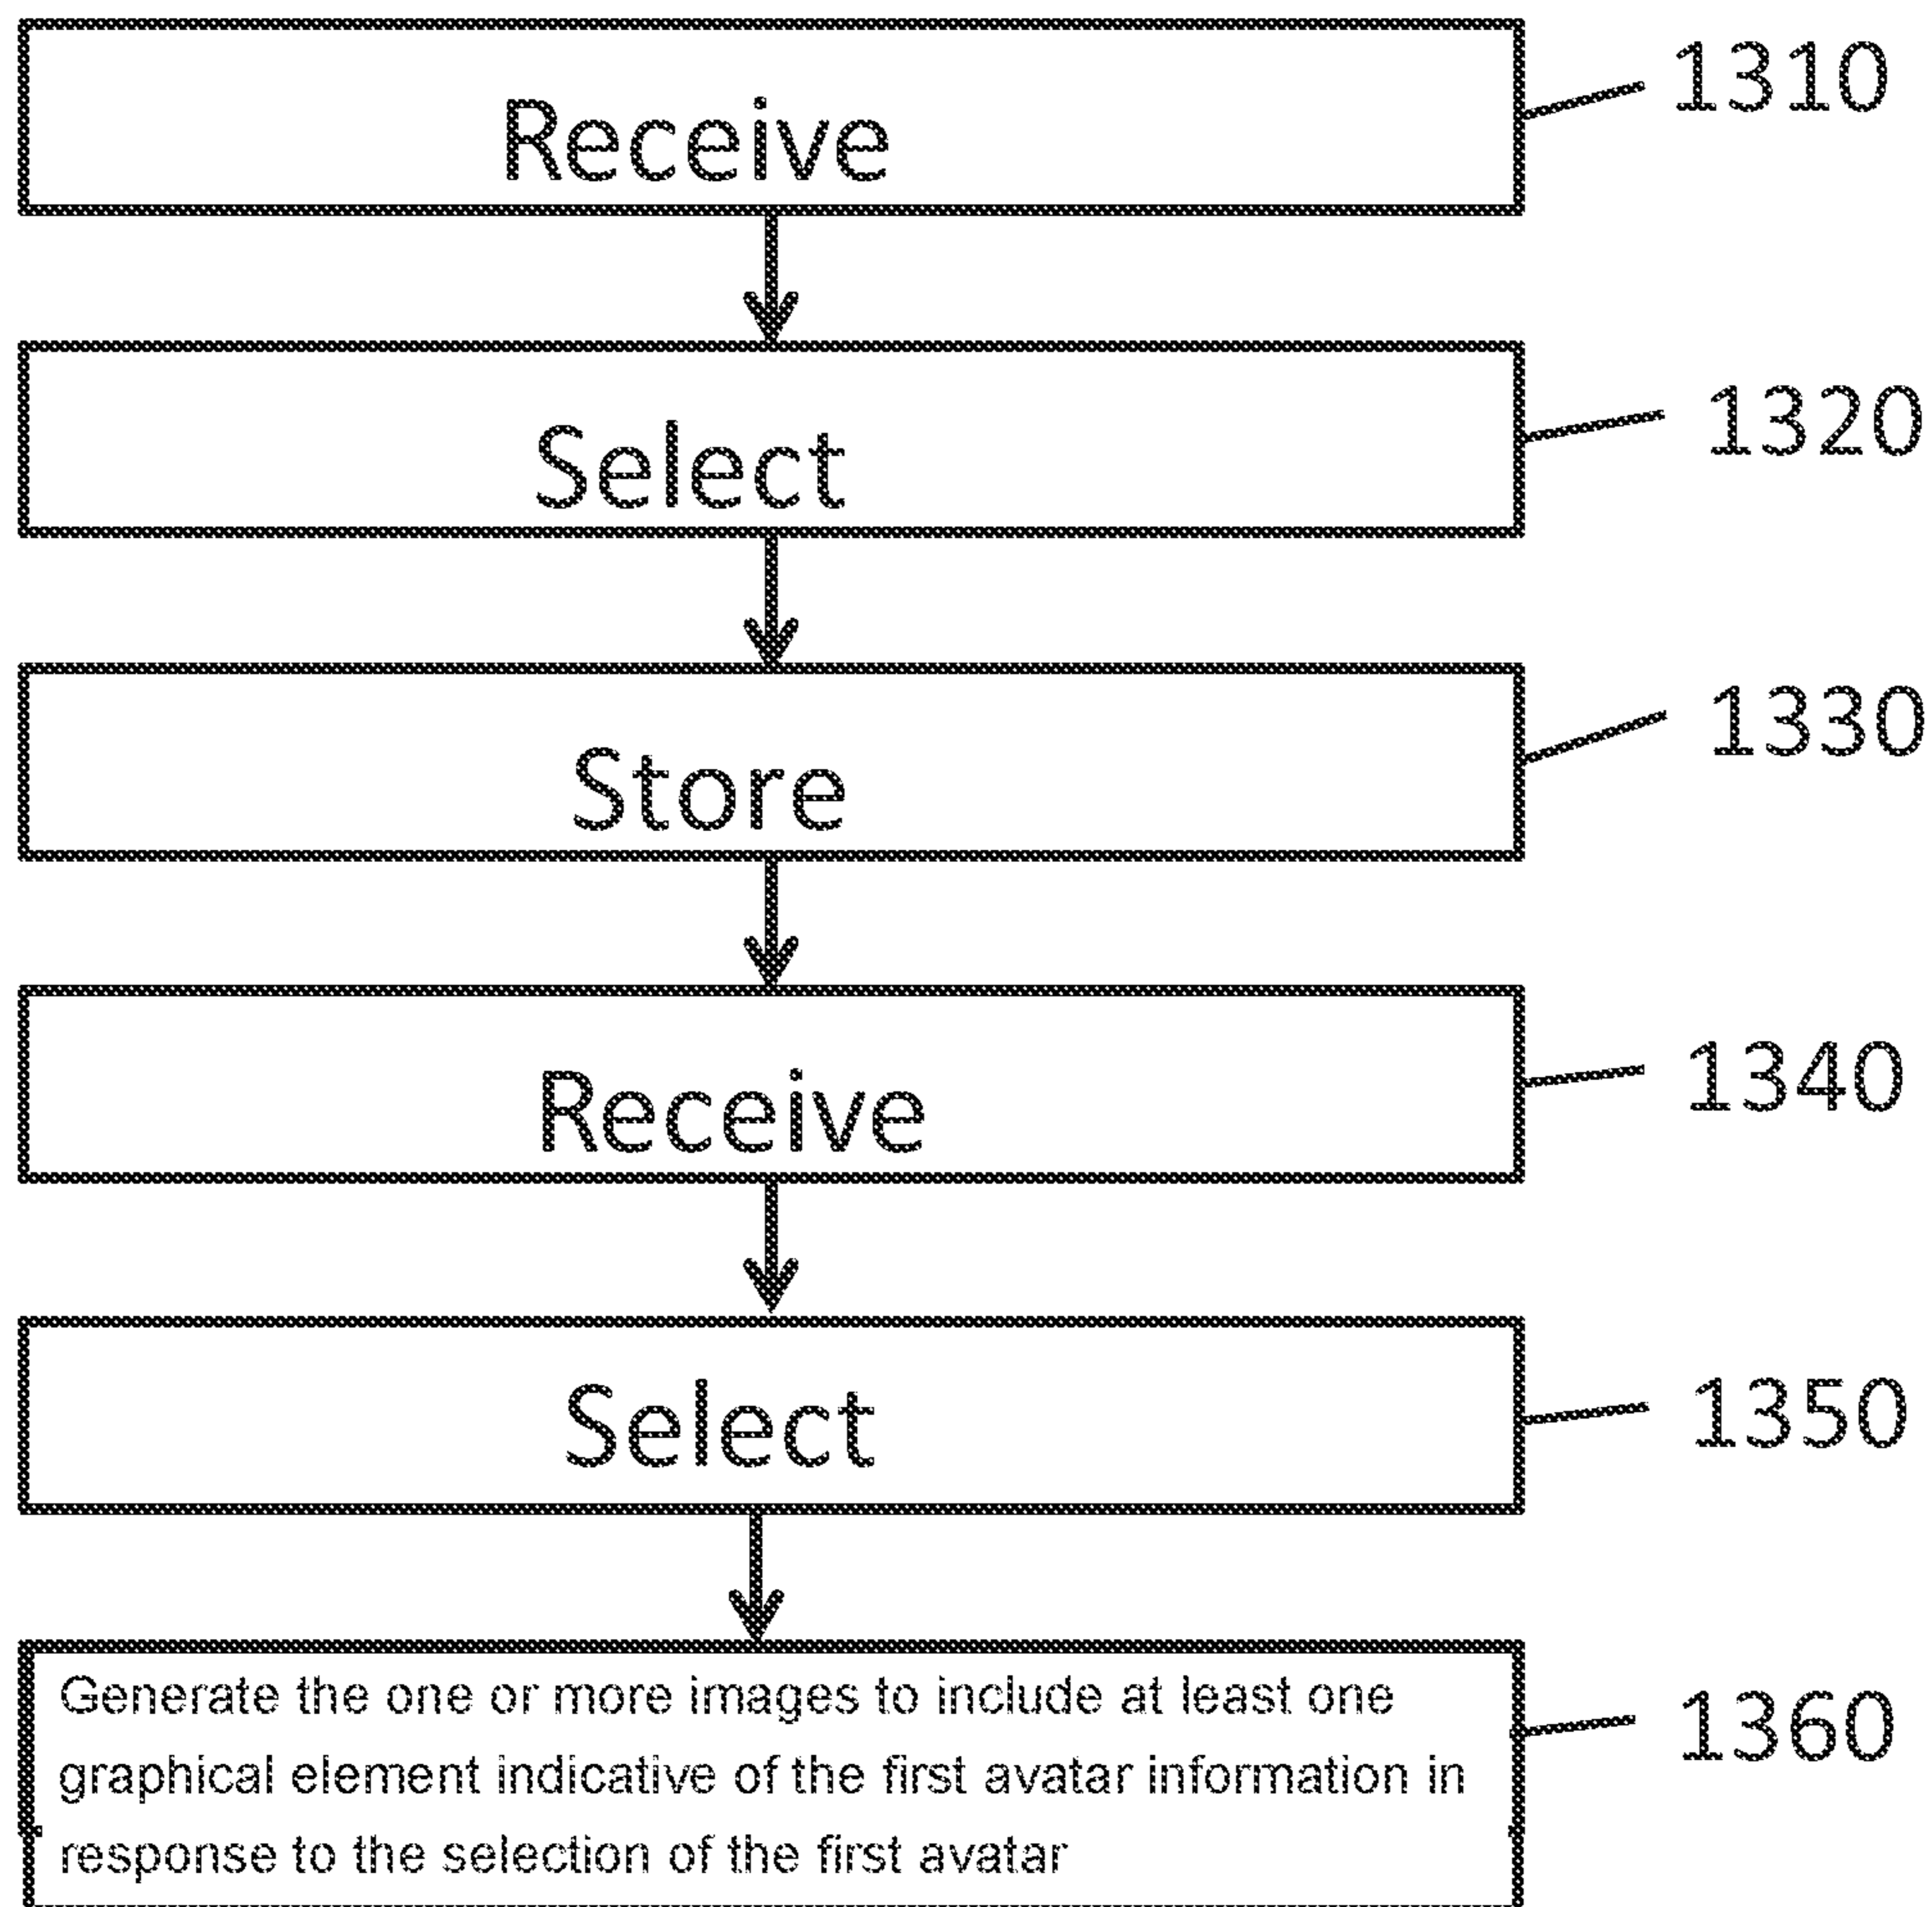 Receive
1310
Select
1320
Store
1330
Receive
1340
Select
1350
Generate the one or more images to include at least one
graphical element indicative of the first avatar information in
response to the selection of the first avatar
1360